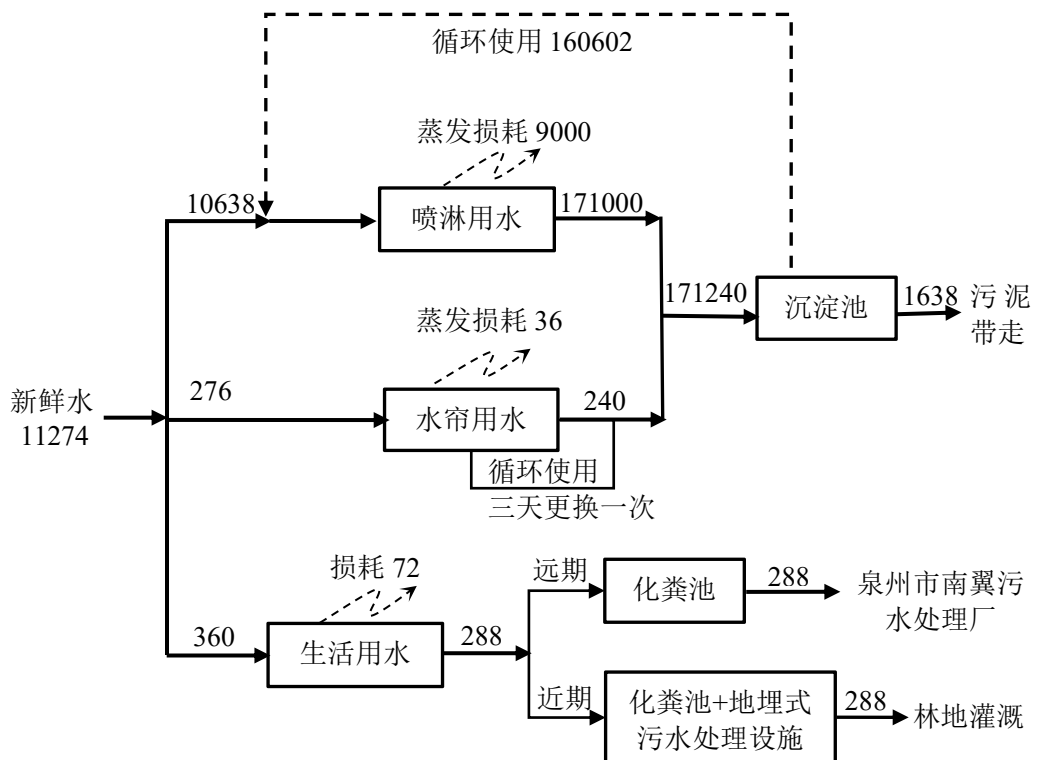 循环使用 160602
蒸发损耗 9000
10638
喷淋用水
171000
171240
沉淀池
1638
污 泥
带走
蒸发损耗 36
新鲜水
11274
276
水帘用水
240
循环使用
三天更换一次
损耗 72
360
生活用水
288
远期
化粪池
288
泉州市南翼污
水处理厂
近期
化粪池+地埋式
污水处理设施
288
林地灌溉